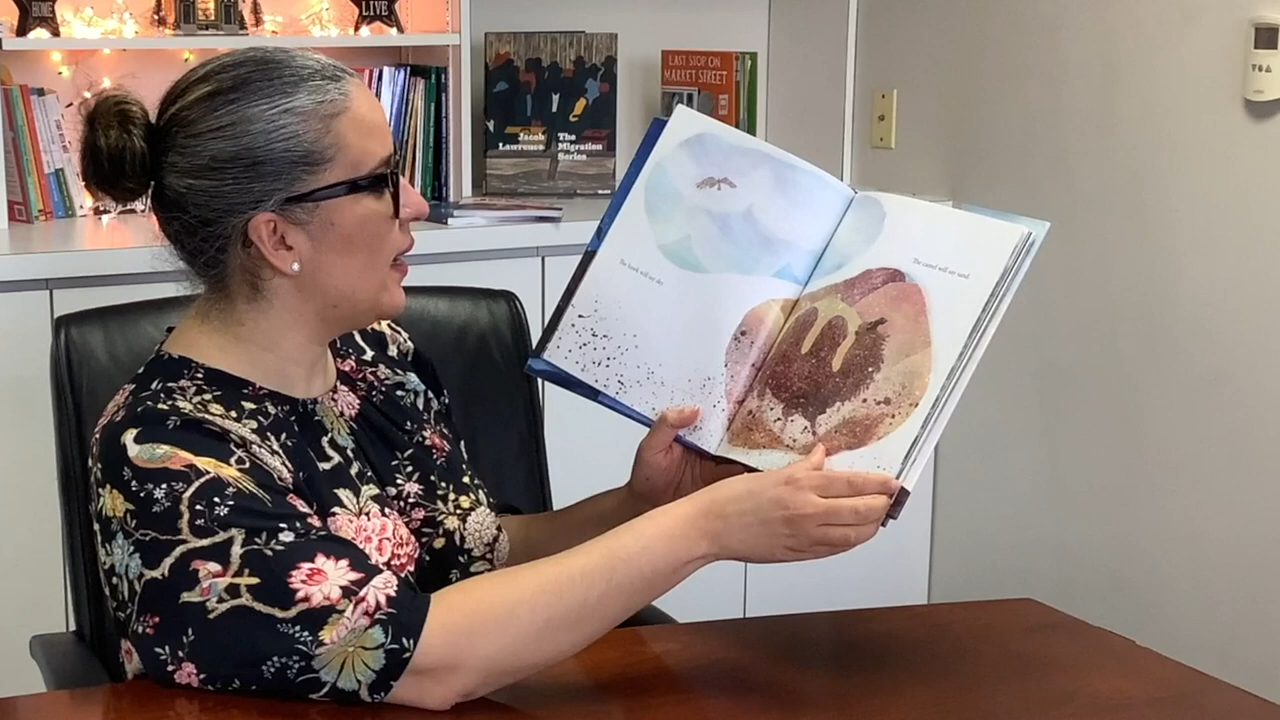 HOME
LIVE
LAST STOP ON
MARKET STREET
Jacob The
Lawrence Migration
Series
The hawk will say sky.
The camel will say sand.